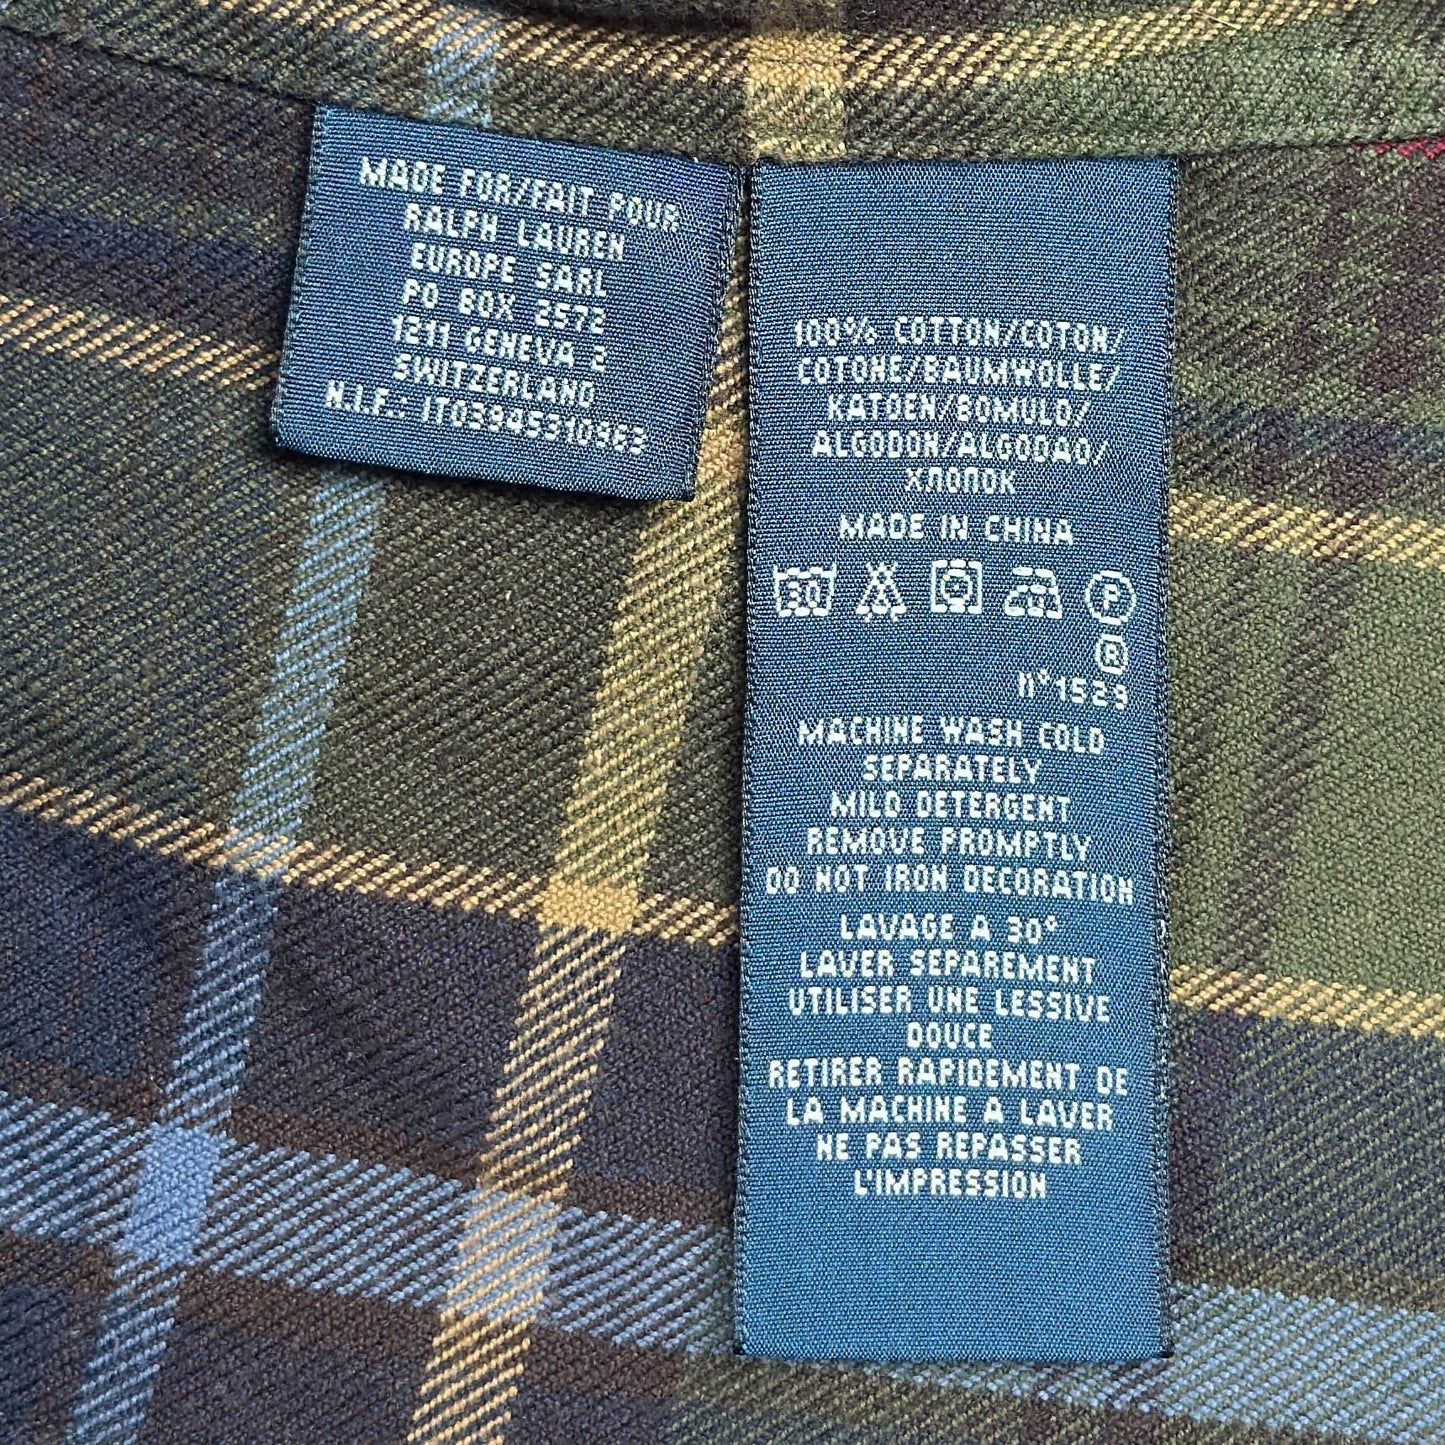 MADE FOR/FAIT POUR
RALPH LAUREN
EUROPE SARL
PO BOX 2572
1211 GENEVA 2
SWITZERLAND
N.I.F.:
100% COTTON/COTON/
COTONE/BAUMWOLLE/
KATOEN/BOMULD/
ALGODON/ALGODAO/
ХЛОПОК
MADE IN CHINA
30
P
R
n°1529
MACHINE WASH COLD
SEPARATELY
MILD DETERGENT
REMOVE PROMPTLY
DO NOT IRON DECORATION
LAVAGE A 30°
LAVER SEPAREMENT
UTILISER UNE LESSIVE
DOUCE
RETIRER RAPIDEMENT DE
LA MACHINE A LAVER
NE PAS REPASSER
L'IMPRESSION